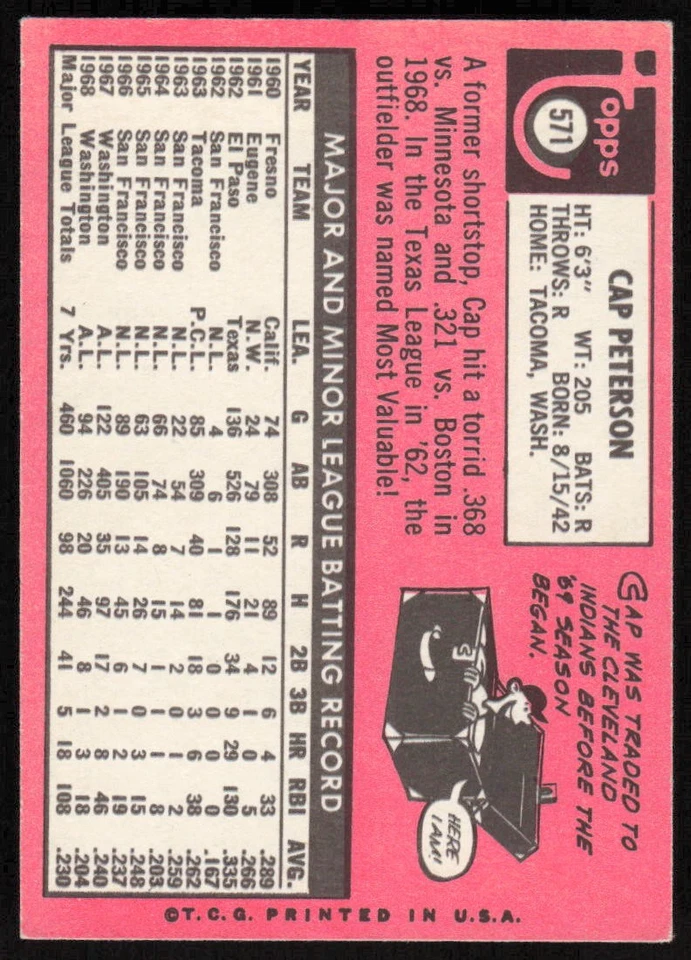 Topps
571
CAP PETERSON
HT: 6'3" WT: 205 BATS: R
THROWS: R BORN: 8/15/42
HOME: TACOMA, WASH.
A former shortstop, Cap hit a torrid .368
vs. Minnesota and .321 vs. Boston in
1968. In the Texas League in '62, the
outfielder was named Most Valuable!
CAP WAS TRADED TO
THE CLEVELAND
INDIANS BEFORE THE
'69 SEASON
BEGAN.
HERE
I AM!
MAJOR AND MINOR LEAGUE BATTING RECORD
YEAR TEAM LEA. G AB R H 2B 3B HR RBI AVG.
1960 Fresno Calif. 74 308 52 89 12 6 4 33 .289
1961 Eugene N.W. 24 79 11 21 4 1 0 5 .266
1962 El Paso Texas 136 526 128 176 34 9 29 130 .335
1962 San Francisco N.L. 4 6 1 1 0 0 0 0 .167
1963 Tacoma P.C.L. 85 309 40 81 18 3 6 38 .262
1963 San Francisco N.L. 22 54 7 14 2 0 1 2 .259
1964 San Francisco N.L. 66 74 8 15 1 1 1 8 .203
1965 San Francisco N.L. 63 105 14 26 7 0 3 15 .248
1966 San Francisco N.L. 89 190 13 45 6 1 2 19 .237
1967 Washington A.L. 122 405 35 97 17 2 8 46 .240
1968 Washington A.L. 94 226 20 46 8 1 3 18 .204
Major League Totals 7 Yrs. 460 1060 98 244 41 5 18 108 .230
©T.C.G. PRINTED IN U.S.A.